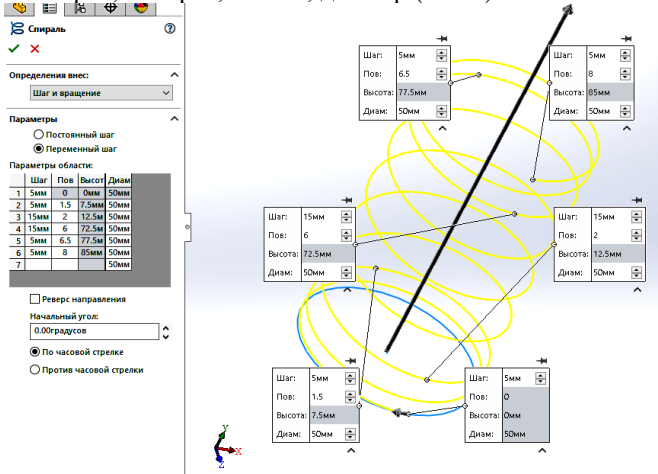 Спираль
Определения внес:
Шаг и вращение
Параметры
Постоянный шаг
Переменный шаг
Параметры области:
Шаг Пов Высот Диам
1 5мм 0 0мм 50мм
2 5мм 1.5 7.5мм 50мм
3 15мм 2 12.5м 50мм
4 15мм 6 72.5м 50мм
5 5мм 6.5 77.5м 50мм
6 5мм 8 85мм 50мм
7 50мм
Реверс направления
Начальный угол:
0.00градусов
По часовой стрелке
Против часовой стрелки
Шаг: 5мм
Пов: 6.5
Высота: 77.5мм
Диам: 50мм
Шаг: 5мм
Пов: 8
Высота: 85мм
Диам: 50мм
Шаг: 15мм
Пов: 6
Высота: 72.5мм
Диам: 50мм
Шаг: 15мм
Пов: 2
Высота: 12.5мм
Диам: 50мм
Шаг: 5мм
Пов: 1.5
Высота: 7.5мм
Диам: 50мм
Шаг: 5мм
Пов: 0
Высота: 0мм
Диам: 50мм
Y
X
Z